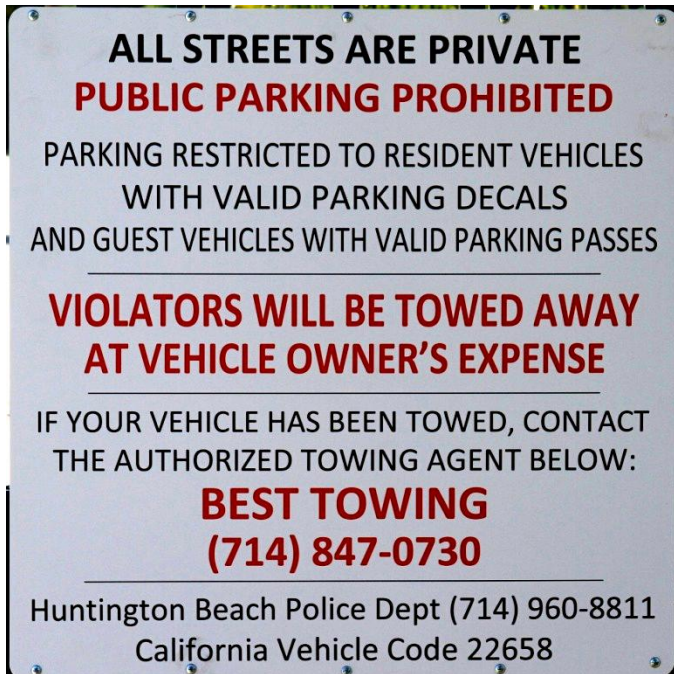 ALL STREETS ARE PRIVATE
PUBLIC PARKING PROHIBITED
PARKING RESTRICTED TO RESIDENT VEHICLES
WITH VALID PARKING DECALS
AND GUEST VEHICLES WITH VALID PARKING PASSES
VIOLATORS WILL BE TOWED AWAY
AT VEHICLE OWNER’S EXPENSE
IF YOUR VEHICLE HAS BEEN TOWED, CONTACT
THE AUTHORIZED TOWING AGENT BELOW:
BEST TOWING
(714) 847-0730
Huntington Beach Police Dept (714) 960-8811
California Vehicle Code 22658